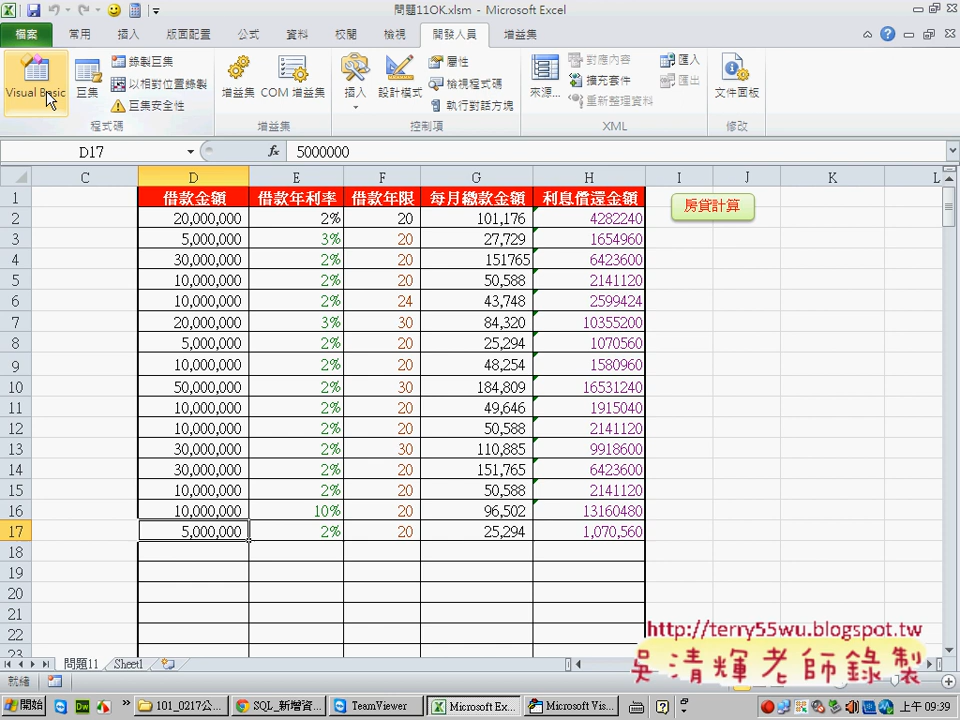 問題11OK.xlsm - Microsoft Excel
檔案 常用 插入 版面配置 公式 資料 校閱 檢視 開發人員 增益集
Visual Basic 巨集 錄製巨集 以相對位置錄製 巨集安全性 程式碼
增益集 COM 增益集 增益集
插入 設計模式 屬性 檢視程式碼 執行對話方塊 控制項
來源... 對應內容 擴充套件 重新整理資料 匯入 匯出 XML
文件面板 修改
D17 fx 5000000
C D E F G H I J K L
1 借款金額 借款年利率 借款年限 每月繳款金額 利息償還金額 房貸計算
2 20,000,000 2% 20 101,176 4282240
3 5,000,000 3% 20 27,729 1654960
4 30,000,000 2% 20 151765 6423600
5 10,000,000 2% 20 50,588 2141120
6 10,000,000 2% 24 43,748 2599424
7 20,000,000 3% 30 84,320 10355200
8 5,000,000 2% 20 25,294 1070560
9 10,000,000 2% 20 48,254 1580960
10 50,000,000 2% 30 184,809 16531240
11 10,000,000 2% 20 49,646 1915040
12 10,000,000 2% 20 50,588 2141120
13 30,000,000 2% 30 110,885 9918600
14 30,000,000 2% 20 151,765 6423600
15 10,000,000 2% 20 50,588 2141120
16 10,000,000 10% 20 96,502 13160480
17 5,000,000 2% 20 25,294 1,070,560
18
19
20
21
22
23
http://terry55wu.blogspot.tw
吳清輝老師錄製
問題11 Sheet1
就緒
開始 101_0217公... SQL_新增資... TeamViewer Microsoft Ex... Microsoft Vis... 上午 09:39